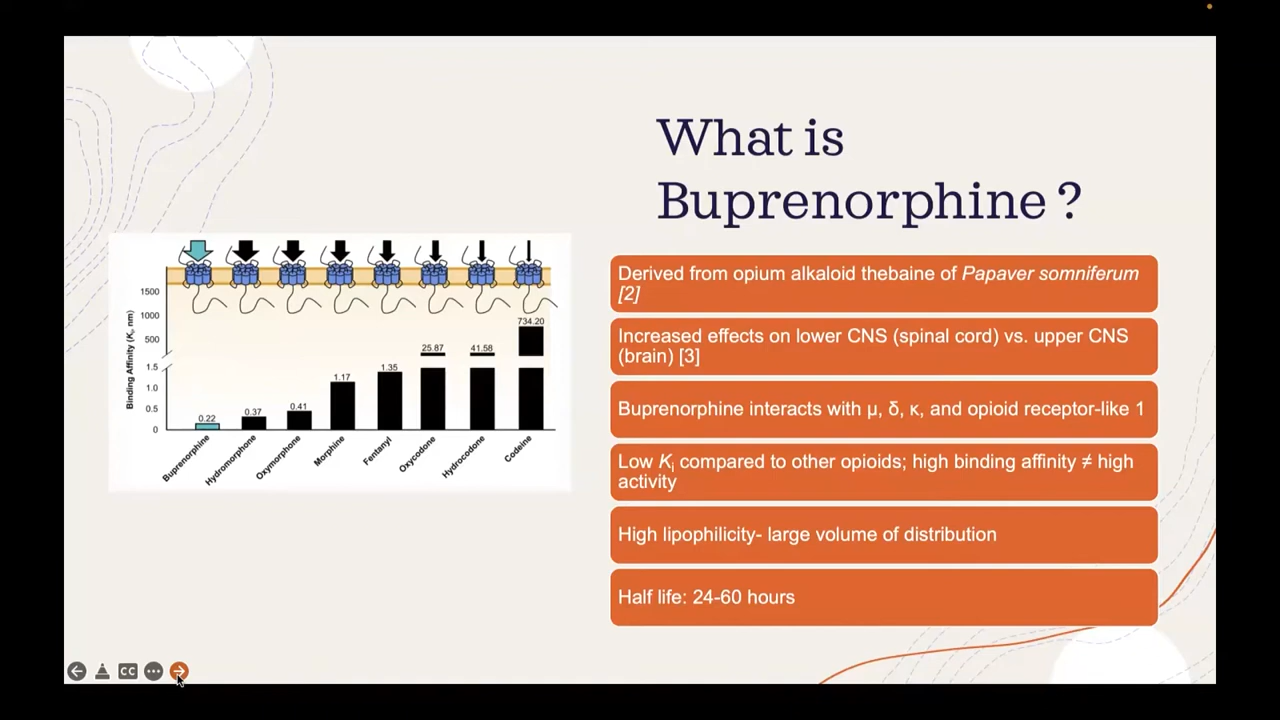 What is
Buprenorphine ?
1500
1000
500
1.5
1.0
0.5
0
Binding Affinity (Ki, nm)
0.22
0.37
0.41
1.17
1.35
25.87
41.58
734.20
Buprenorphine
Hydromorphone
Oxymorphone
Morphine
Fentanyl
Oxycodone
Hydrocodone
Codeine
Derived from opium alkaloid thebaine of Papaver somniferum
[2]
Increased effects on lower CNS (spinal cord) vs. upper CNS
(brain) [3]
Buprenorphine interacts with μ, δ, κ, and opioid receptor-like 1
Low Ki compared to other opioids; high binding affinity ≠ high
activity
High lipophilicity- large volume of distribution
Half life: 24-60 hours
CC